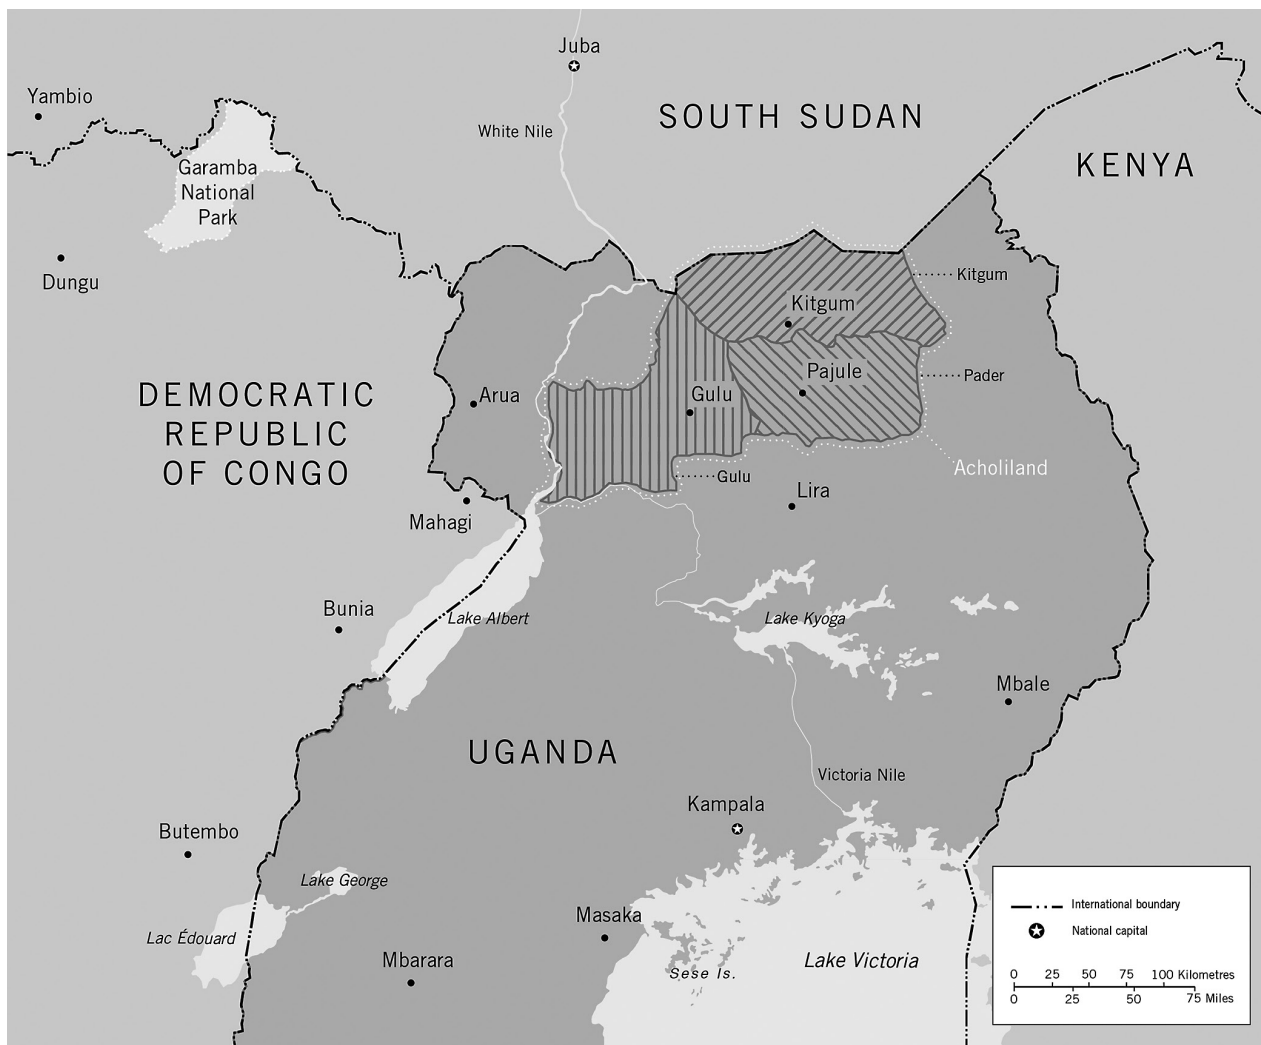 Juba
Yambio
SOUTH SUDAN
White Nile
KENYA
Garamba
National
Park
Dungu
Kitgum
Kitgum
Pajule
Pader
DEMOCRATIC
REPUBLIC
OF CONGO
Arua
Gulu
Gulu
Acholiland
Lira
Mahagi
Bunia
Lake Albert
Lake Kyoga
Mbale
UGANDA
Victoria Nile
Kampala
Butembo
Lake George
Masaka
Lac Édouard
Mbarara
Sese Is.
Lake Victoria
International boundary
National capital
0 25 50 75 100 Kilometres
0 25 50 75 Miles